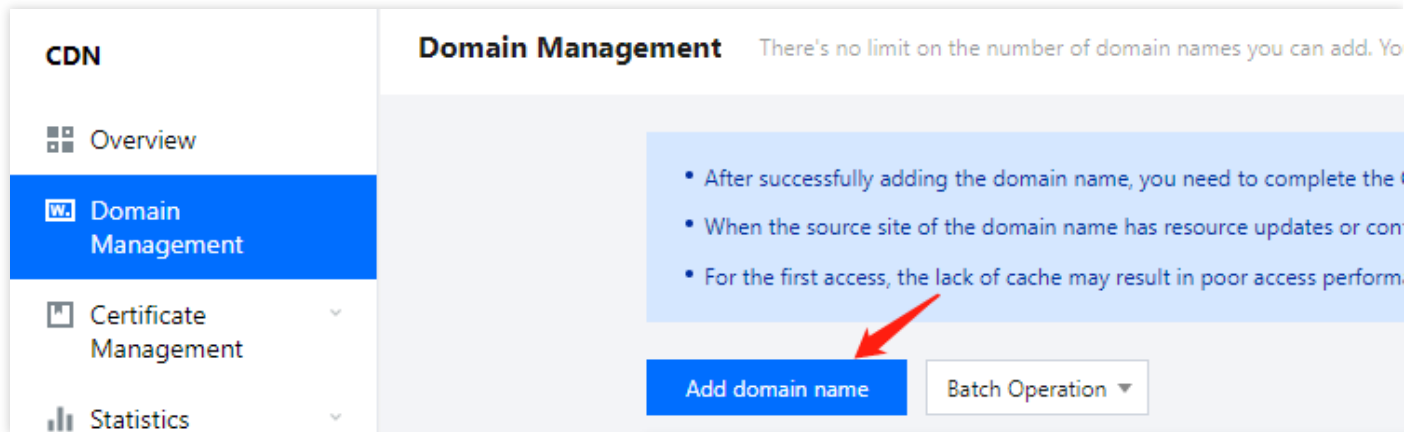 CDN
Overview
Domain
Management
Certificate
Management
Statistics
Domain Management There's no limit on the number of domain names you can add.
• After successfully adding the domain name, you need to complete the
• When the source site of the domain name has resource updates or
• For the first access, the lack of cache may result in poor access
Add domain name
Batch Operation